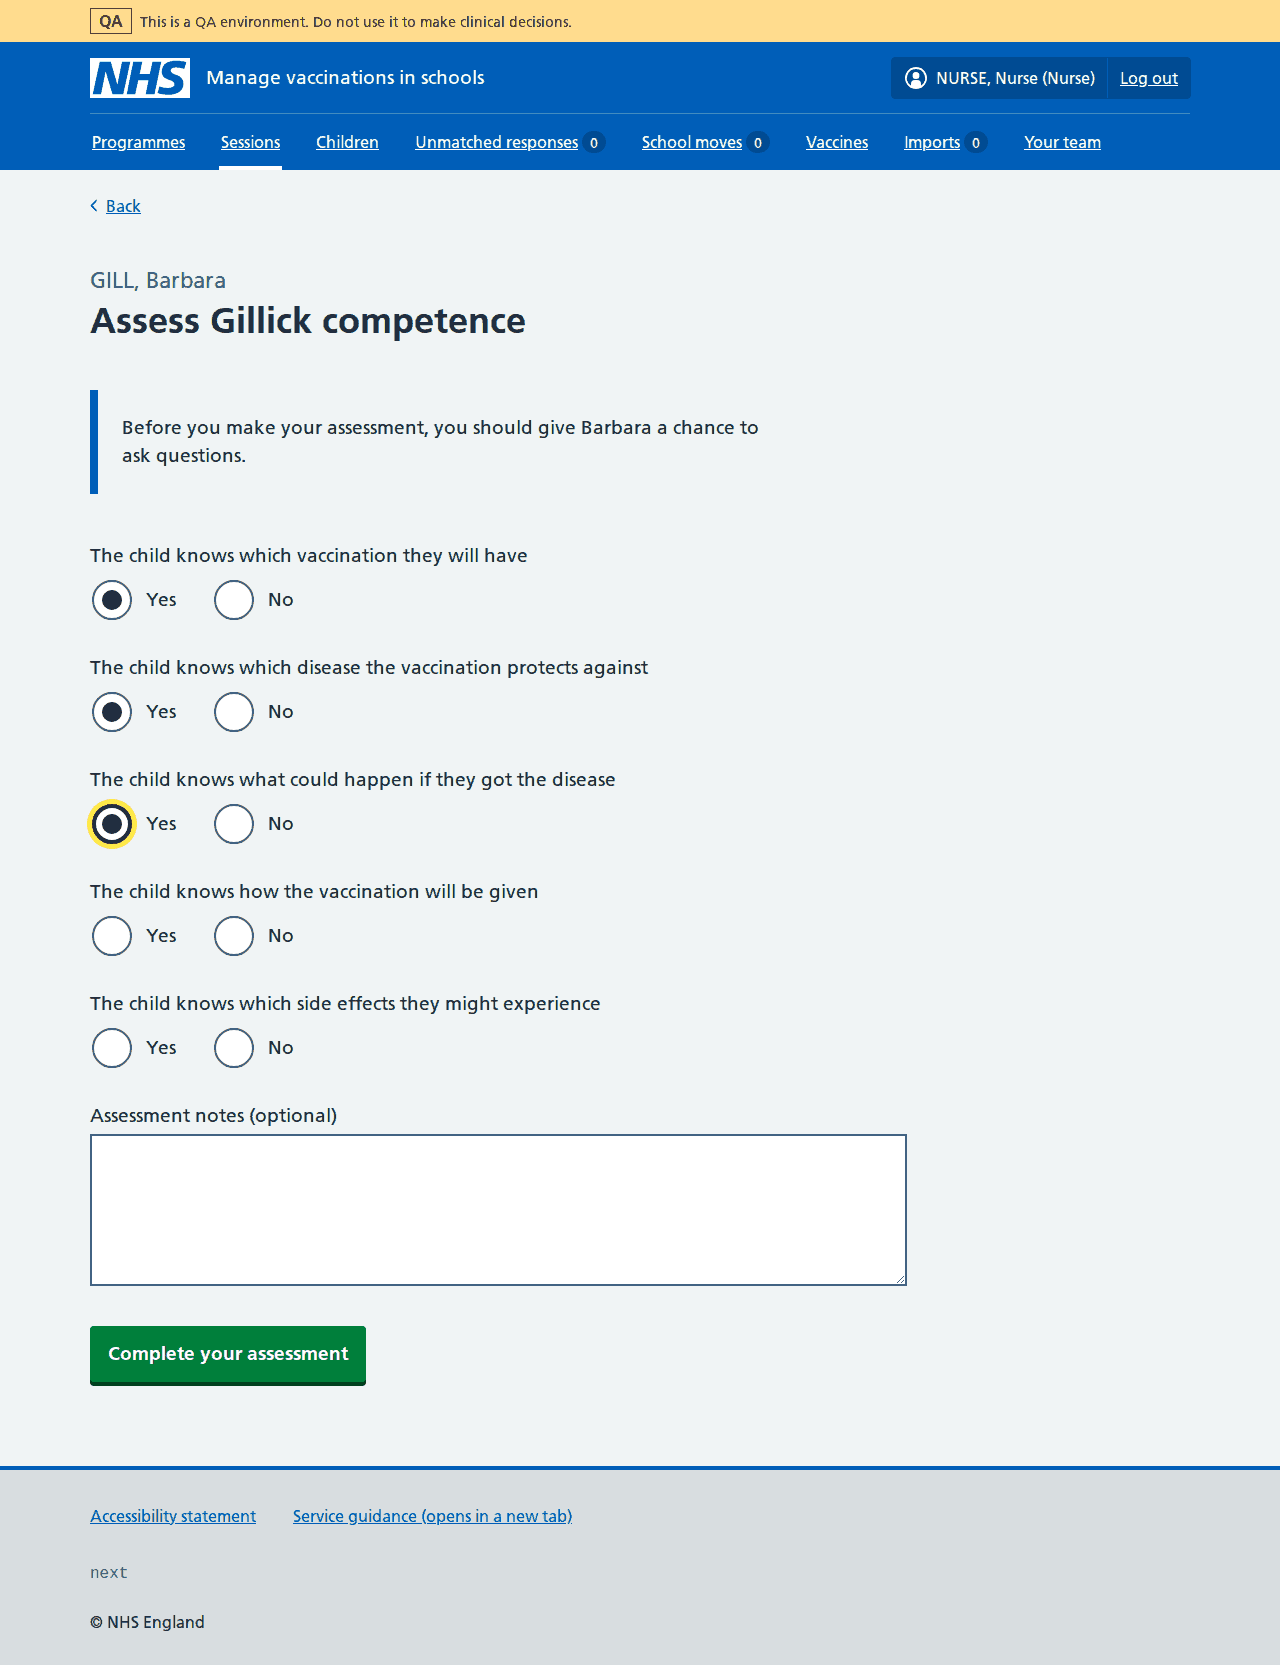 QA This is a QA environment. Do not use it to make clinical decisions.
NHS Manage vaccinations in schools NURSE, Nurse (Nurse) Log out
Programmes Sessions Children Unmatched responses 0 School moves 0 Vaccines Imports 0 Your team
Back
GILL, Barbara
Assess Gillick competence
Before you make your assessment, you should give Barbara a chance to
ask questions.
The child knows which vaccination they will have
Yes No
The child knows which disease the vaccination protects against
Yes No
The child knows what could happen if they got the disease
Yes No
The child knows how the vaccination will be given
Yes No
The child knows which side effects they might experience
Yes No
Assessment notes (optional)
Complete your assessment
Accessibility statement Service guidance (opens in a new tab)
next
© NHS England